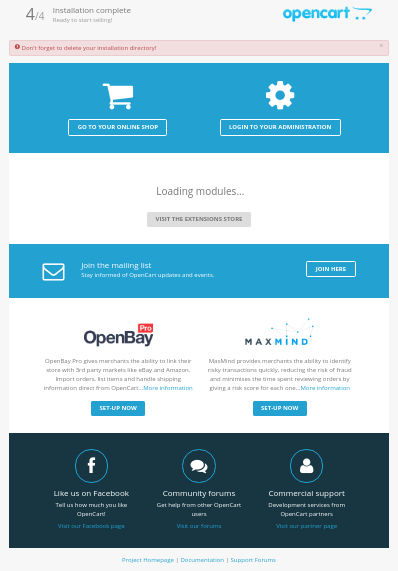 4/4 Installation complete
Ready to start selling!
opencart
Don't forget to delete your installation directory! ×
GO TO YOUR ONLINE SHOP
LOGIN TO YOUR ADMINISTRATION
Loading modules...
VISIT THE EXTENSIONS STORE
Join the mailing list
Stay informed of OpenCart updates and events.
JOIN HERE
OpenBay Pro
OpenBay Pro gives merchants the ability to link their
store with 3rd party markets like eBay and Amazon.
Import orders, list items and handle shipping
information direct from OpenCart...More information
SET-UP NOW
MAXMIND
MaxMind provides merchants the ability to identify
risky transactions quickly, reducing the risk of fraud
and minimises the time spent reviewing orders by
giving a risk score for each one...More information
SET-UP NOW
Like us on Facebook
Tell us how much you like
OpenCart!
Visit our Facebook page
Community forums
Get help from other OpenCart
users
Visit our forums
Commercial support
Development services from
OpenCart partners
Visit our partner page
Project Homepage | Documentation | Support Forums